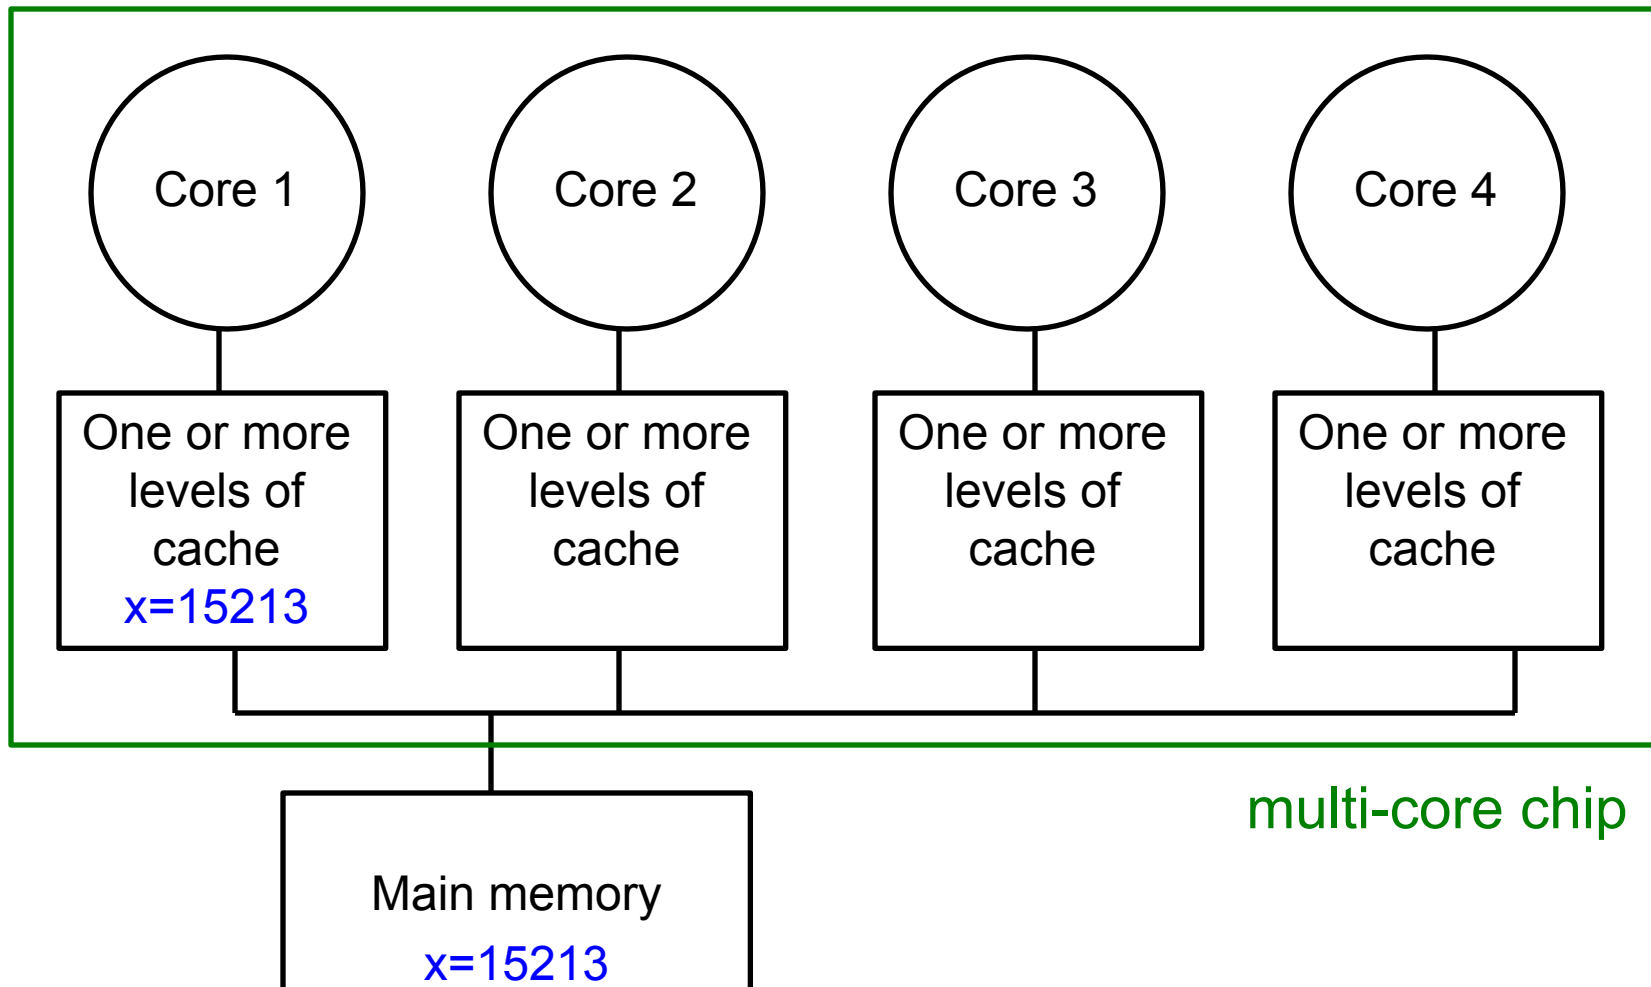 Core 1
Core 2
Core 3
Core 4
One or more
levels of
cache
x=15213
One or more
levels of
cache
One or more
levels of
cache
One or more
levels of
cache
multi-core chip
Main memory
x=15213